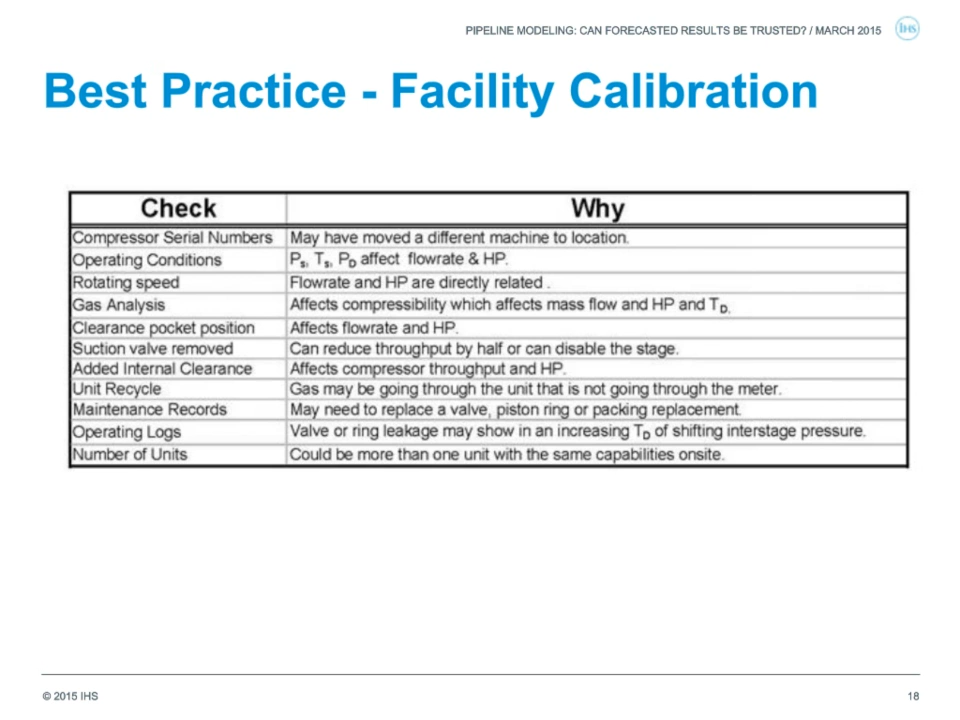 PIPELINE MODELING: CAN FORECASTED RESULTS BE TRUSTED? / MARCH 2015
IHS
Best Practice - Facility Calibration
Check Why
Compressor Serial Numbers May have moved a different machine to location.
Operating Conditions Ps, Ts, PD affect flowrate & HP.
Rotating speed Flowrate and HP are directly related .
Gas Analysis Affects compressibility which affects mass flow and HP and TD.
Clearance pocket position Affects flowrate and HP.
Suction valve removed Can reduce throughput by half or can disable the stage.
Added Internal Clearance Affects compressor throughput and HP.
Unit Recycle Gas may be going through the unit that is not going through the meter.
Maintenance Records May need to replace a valve, piston ring or packing replacement.
Operating Logs Valve or ring leakage may show in an increasing TD of shifting interstage pressure.
Number of Units Could be more than one unit with the same capabilities onsite.
© 2015 IHS 18